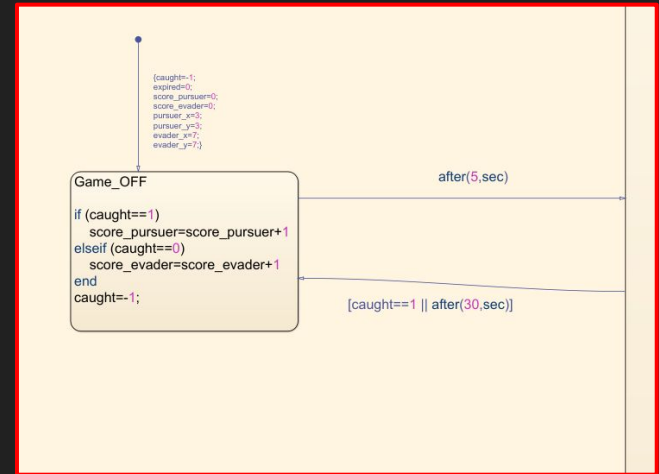 {caught=-1;
expired=0;
score_pursuer=0;
score_evader=0;
pursuer_x=3;
pursuer_y=3;
evader_x=7;
evader_y=7;}
Game_OFF
if (caught==1)
score_pursuer=score_pursuer+1
elseif (caught==0)
score_evader=score_evader+1
end
caught=-1;
after(5,sec)
[caught==1 || after(30,sec)]